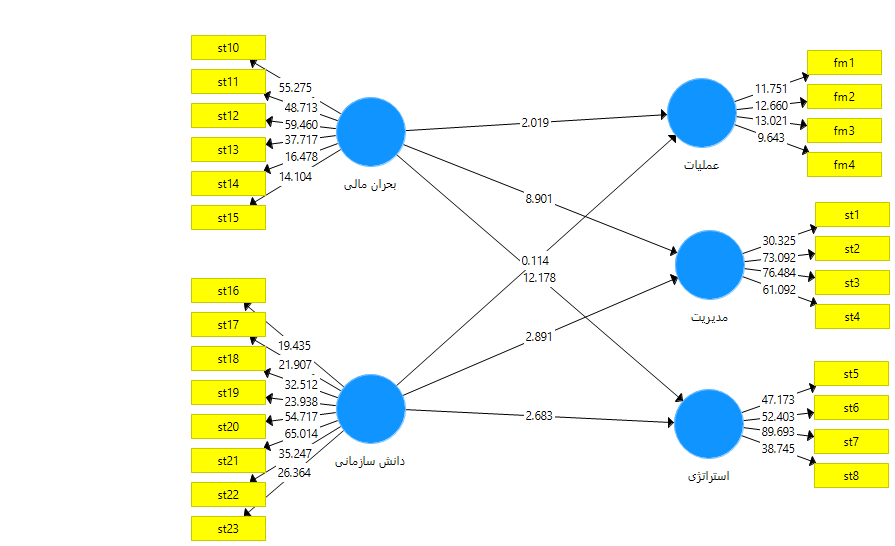 st10
st11
st12
st13
st14
st15
55.275
48.713
59.460
37.717
16.478
14.104
بحران مالی
st16
st17
st18
st19
st20
st21
st22
st23
19.435
21.907
32.512
23.938
54.717
65.014
35.247
26.364
دانش سازمانی
2.019
8.901
0.114
12.178
2.891
2.683
عملیات
11.751
12.660
13.021
9.643
fm1
fm2
fm3
fm4
مدیریت
30.325
73.092
76.484
61.092
st1
st2
st3
st4
استراتژی
47.173
52.403
89.693
38.745
st5
st6
st7
st8